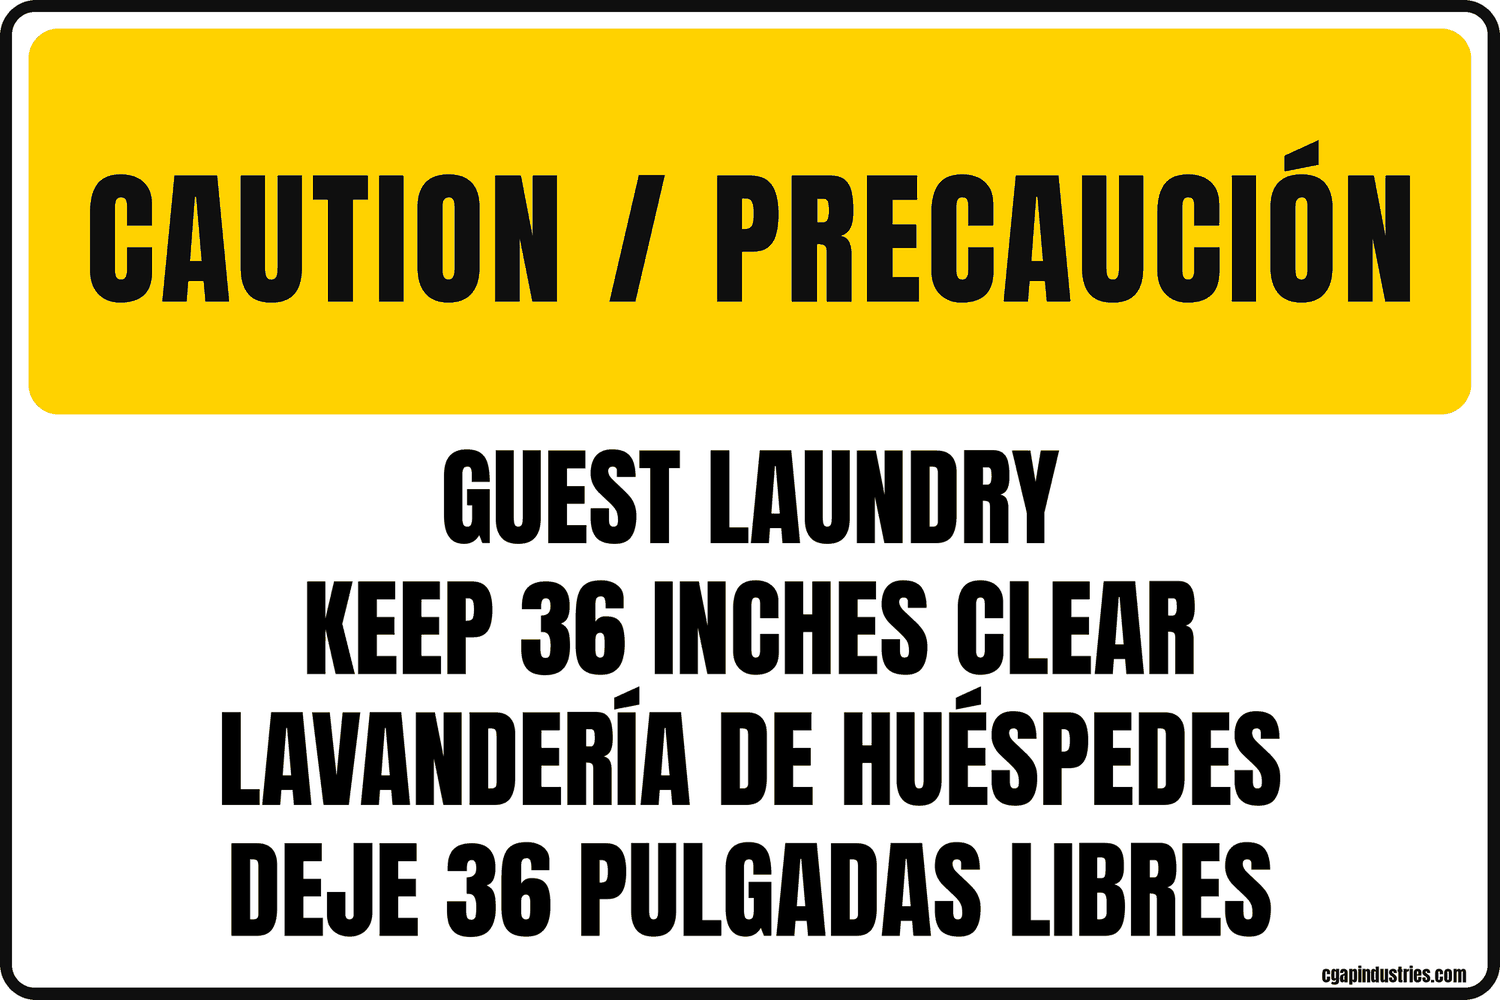 CAUTION / PRECAUCIÓN
GUEST LAUNDRY
KEEP 36 INCHES CLEAR
LAVANDERÍA DE HUÉSPEDES
DEJE 36 PULGADAS LIBRES
cgapindustries.com